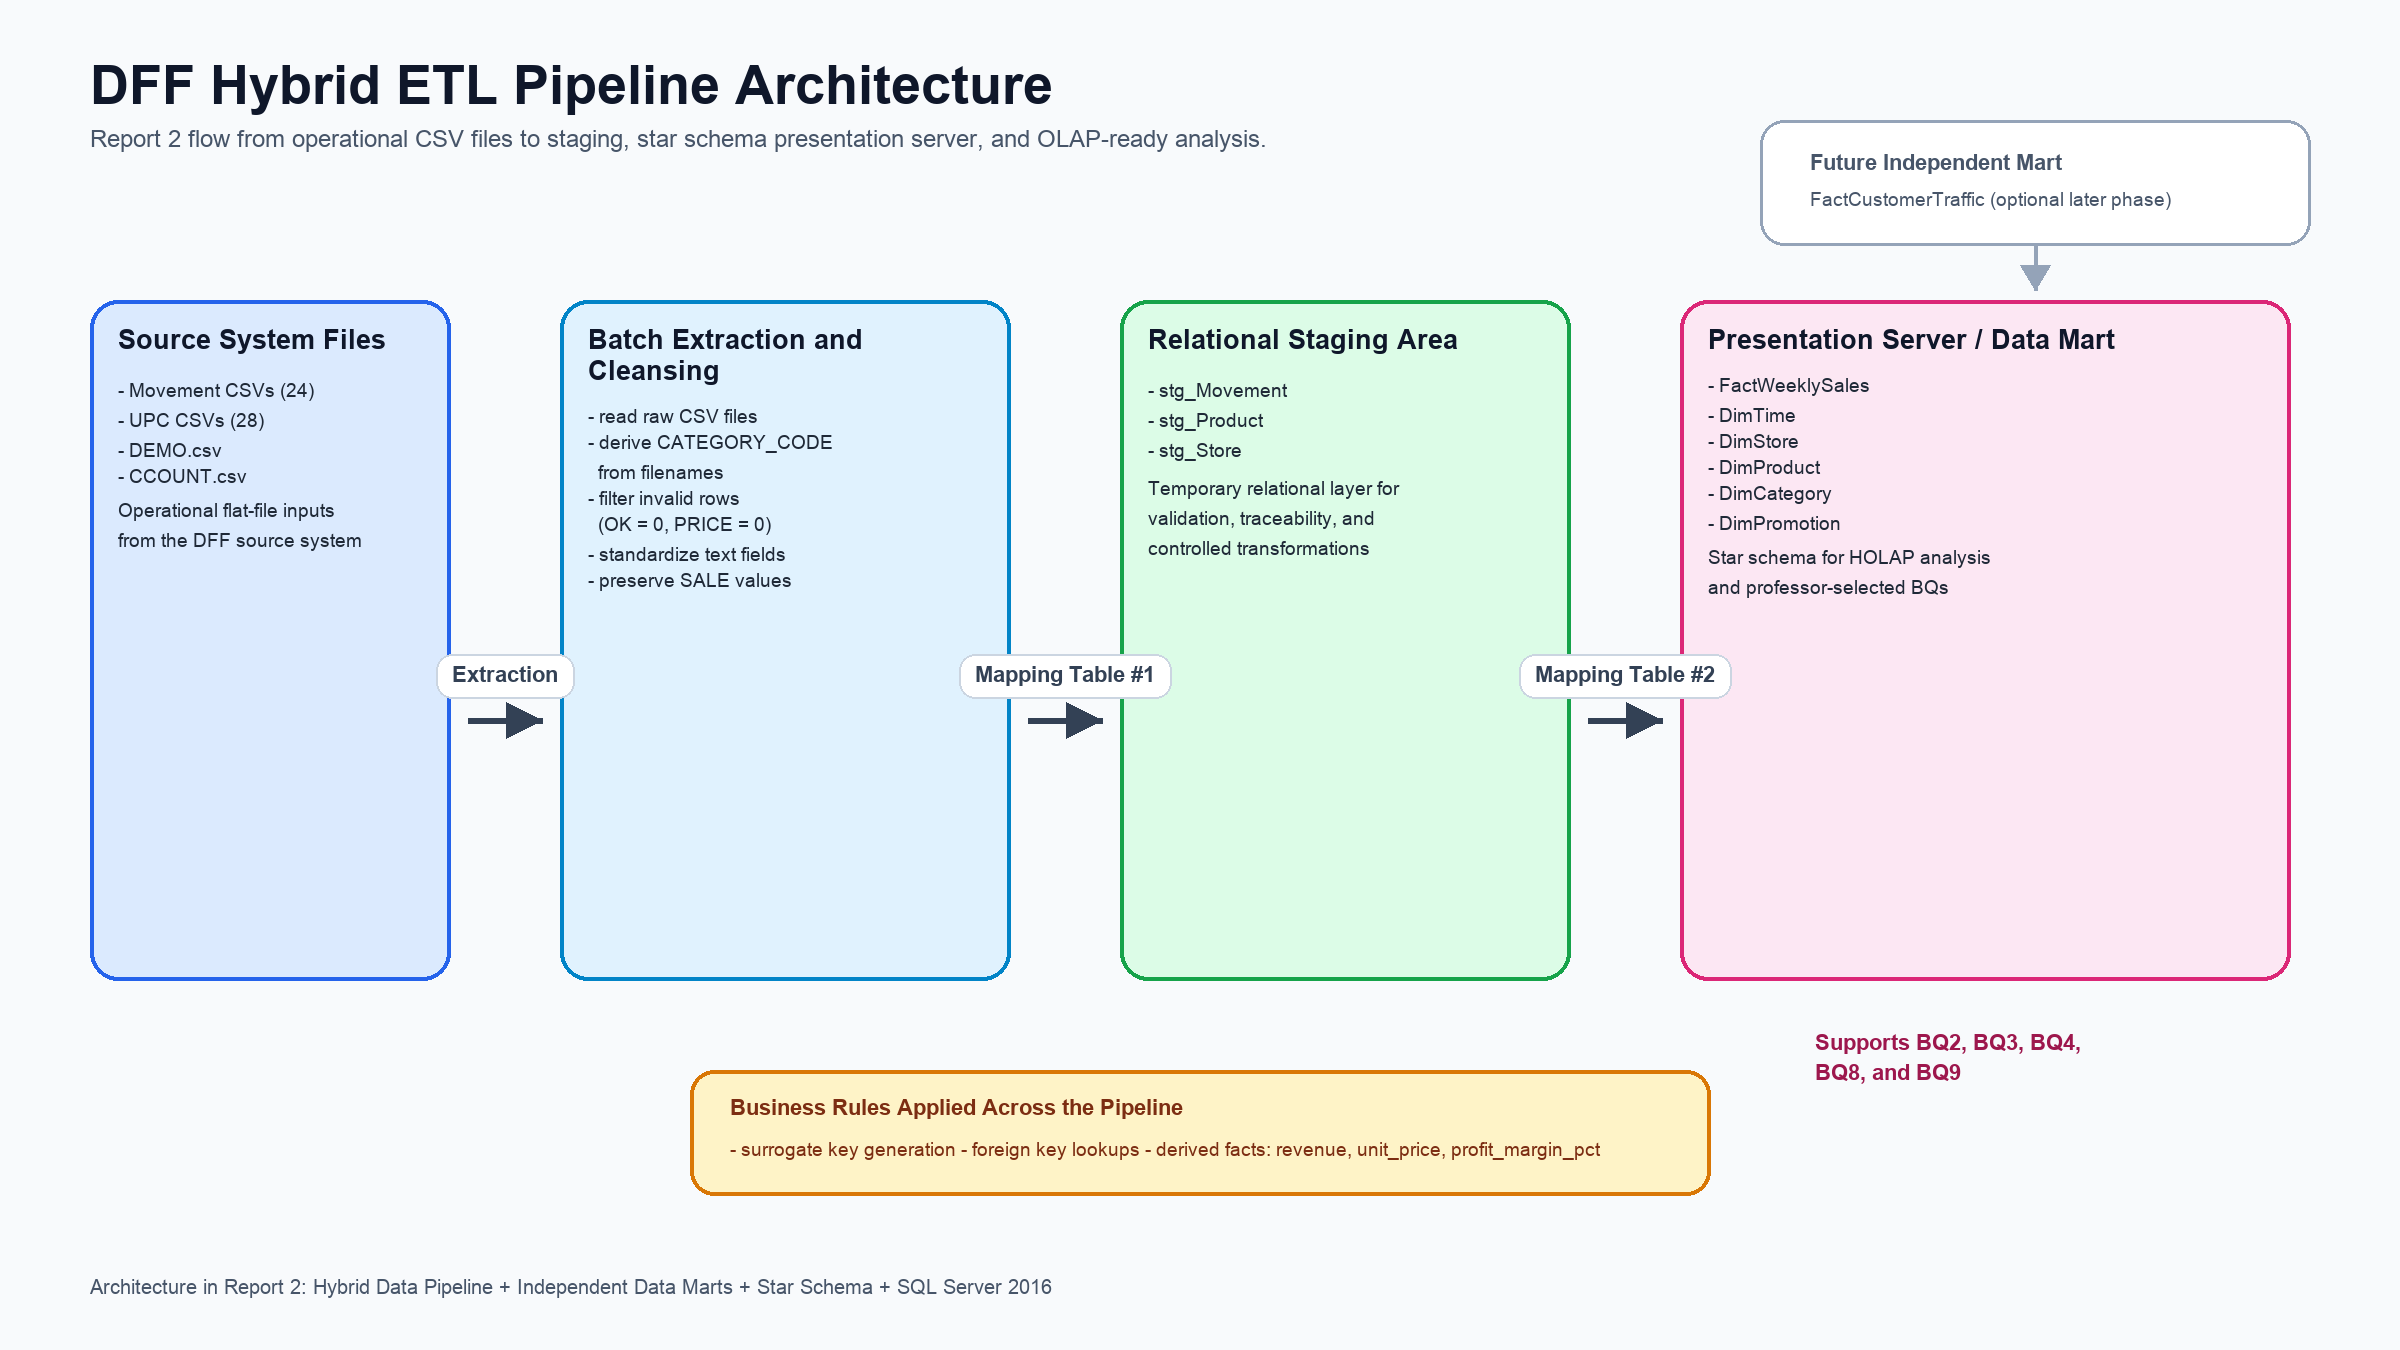 DFF Hybrid ETL Pipeline Architecture
Report 2 flow from operational CSV files to staging, star schema presentation server, and OLAP-ready analysis.
Future Independent Mart
FactCustomerTraffic (optional later phase)
Source System Files
- Movement CSVs (24)
- UPC CSVs (28)
- DEMO.csv
- CCOUNT.csv
Operational flat-file inputs
from the DFF source system
Extraction
Batch Extraction and
Cleansing
- read raw CSV files
- derive CATEGORY_CODE
from filenames
- filter invalid rows
(OK = 0, PRICE = 0)
- standardize text fields
- preserve SALE values
Mapping Table #1
Relational Staging Area
- stg_Movement
- stg_Product
- stg_Store
Temporary relational layer for
validation, traceability, and
controlled transformations
Mapping Table #2
Presentation Server / Data Mart
- FactWeeklySales
- DimTime
- DimStore
- DimProduct
- DimCategory
- DimPromotion
Star schema for HOLAP analysis
and professor-selected BQs
Supports BQ2, BQ3, BQ4,
BQ8, and BQ9
Business Rules Applied Across the Pipeline
- surrogate key generation - foreign key lookups - derived facts: revenue, unit_price, profit_margin_pct
Architecture in Report 2: Hybrid Data Pipeline + Independent Data Marts + Star Schema + SQL Server 2016